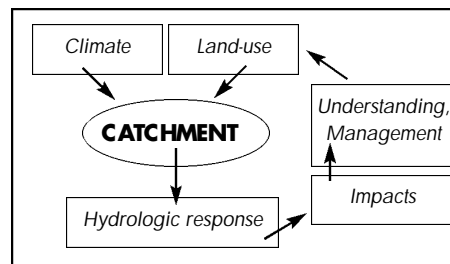 Climate
Land-use
CATCHMENT
Understanding,
Management
Hydrologic response
Impacts